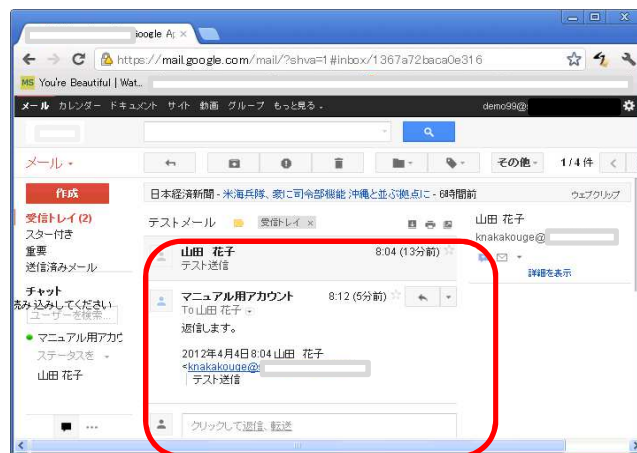 Google Ap
https://mail.google.com/mail/?shva=1#inbox/1367a72baca0e316
MS You're Beautiful | Wat...
メール カレンダー ドキュメント サイト 動画 グループ もっと見る
demo99@
メール
その他
1/4 件
作成
日本経済新聞 - 米海兵隊、豪に司令部機能 沖縄と並ぶ拠点に - 6時間前
ウェブクリップ
受信トレイ (2)
スター付き
重要
送信済みメール
チャット
読み込みしてください
ユーザーを検索...
マニュアル用アカウ
ステータスを
山田 花子
テストメール
受信トレイ ×
山田 花子
8:04 (13分前)
テスト送信
マニュアル用アカウント
8:12 (5分前)
To 山田 花子
返信します。
2012年4月4日8:04 山田 花子
<knakakouge@
テスト送信
クリックして返信、転送
山田 花子
knakakouge@
詳細を表示